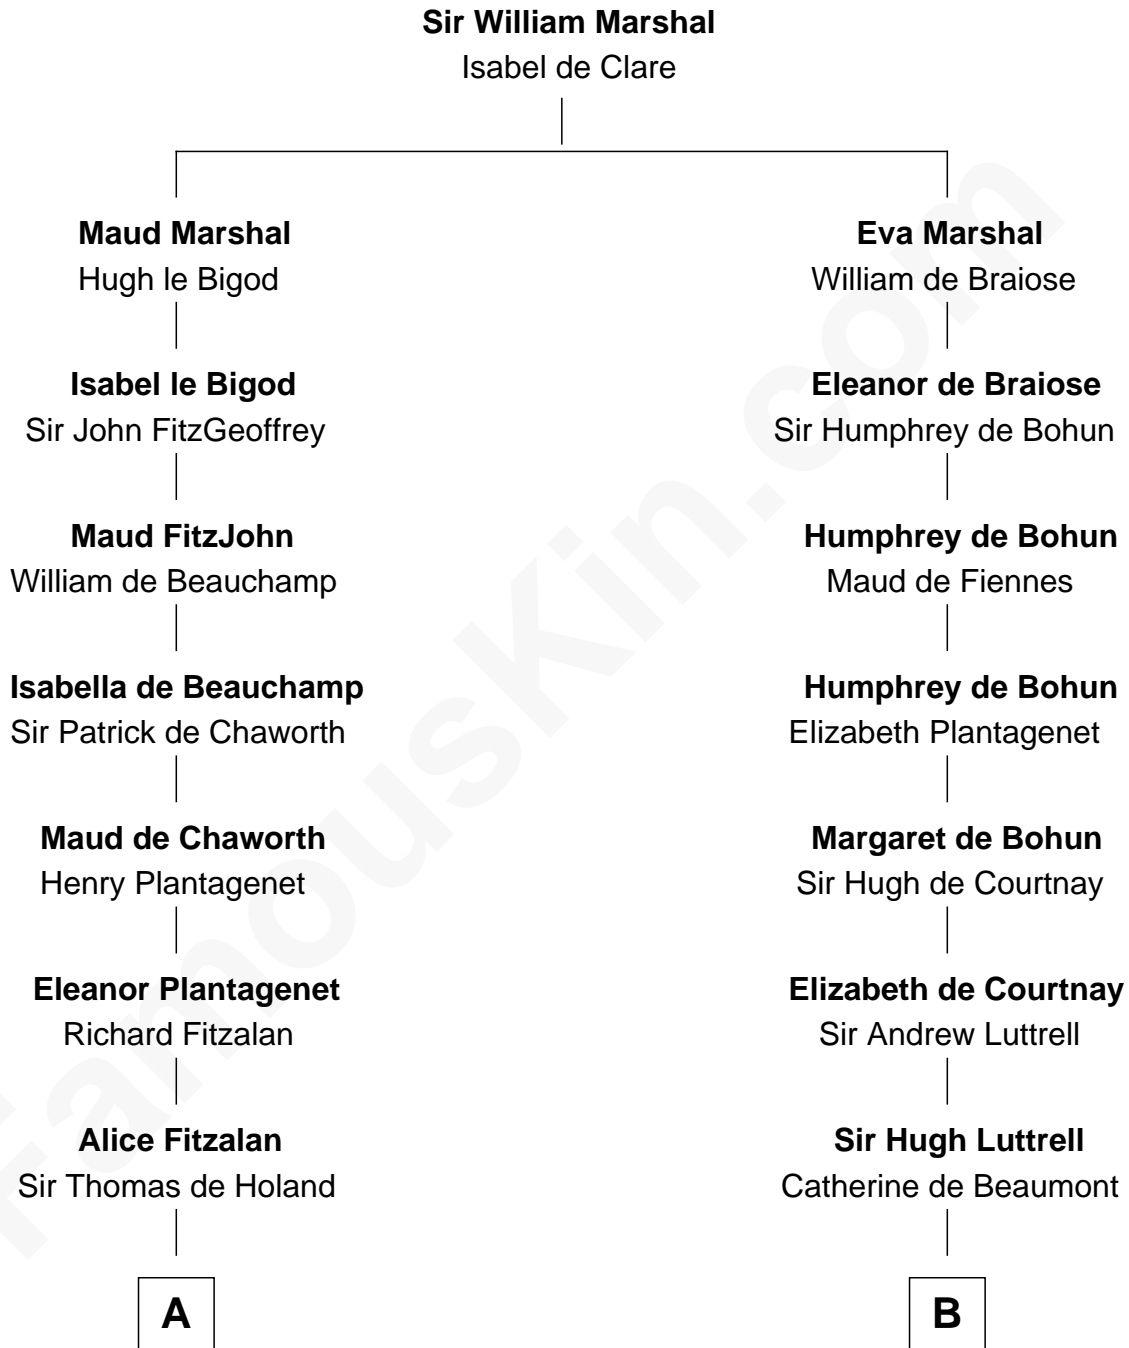 Sir William Marshal
Isabel de Clare
Maud Marshal
Hugh le Bigod
Eva Marshal
William de Braiose
Isabel le Bigod
Sir John FitzGeoffrey
Eleanor de Braiose
Sir Humphrey de Bohun
Maud FitzJohn
William de Beauchamp
Humphrey de Bohun
Maud de Fiennes
Isabella de Beauchamp
Sir Patrick de Chaworth
Humphrey de Bohun
Elizabeth Plantagenet
Maud de Chaworth
Henry Plantagenet
Margaret de Bohun
Sir Hugh de Courtnay
Eleanor Plantagenet
Richard Fitzalan
Elizabeth de Courtnay
Sir Andrew Luttrell
Alice Fitzalan
Sir Thomas de Holand
Sir Hugh Luttrell
Catherine de Beaumont
A
B
FamousKin.com